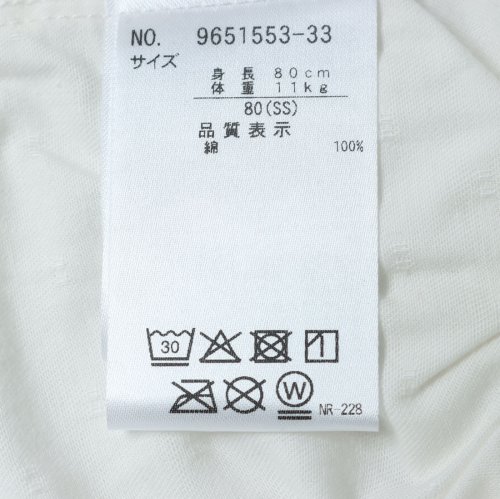 NO. 9651553-33
サイズ
身長 80cm
体重 11kg
80(SS)
品質表示
綿 100%
30
W
NR-228